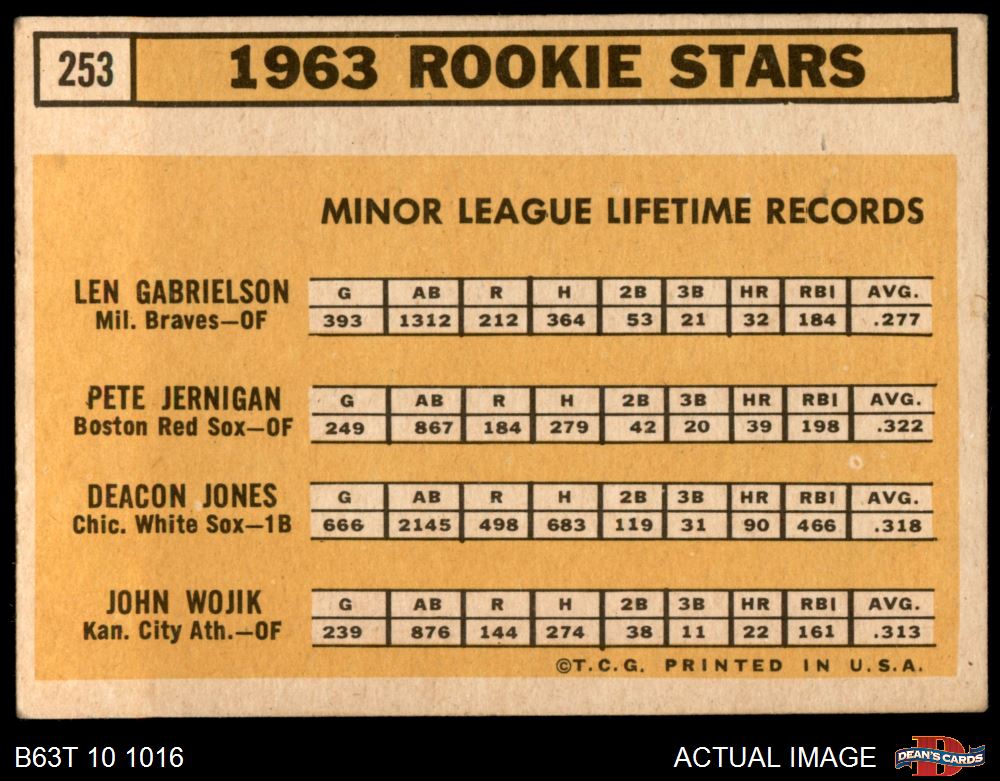 253 1963 ROOKIE STARS
MINOR LEAGUE LIFETIME RECORDS
LEN GABRIELSON
Mil. Braves—OF
G AB R H 2B 3B HR RBI AVG.
393 1312 212 364 53 21 32 184 .277
PETE JERNIGAN
Boston Red Sox—OF
G AB R H 2B 3B HR RBI AVG.
249 867 184 279 42 20 39 198 .322
DEACON JONES
Chic. White Sox—1B
G AB R H 2B 3B HR RBI AVG.
666 2145 498 683 119 31 90 466 .318
JOHN WOJIK
Kan. City Ath.—OF
G AB R H 2B 3B HR RBI AVG.
239 876 144 274 38 11 22 161 .313
©T.C.G. PRINTED IN U.S.A.
B63T 10 1016 ACTUAL IMAGE D DEAN'S CARDS